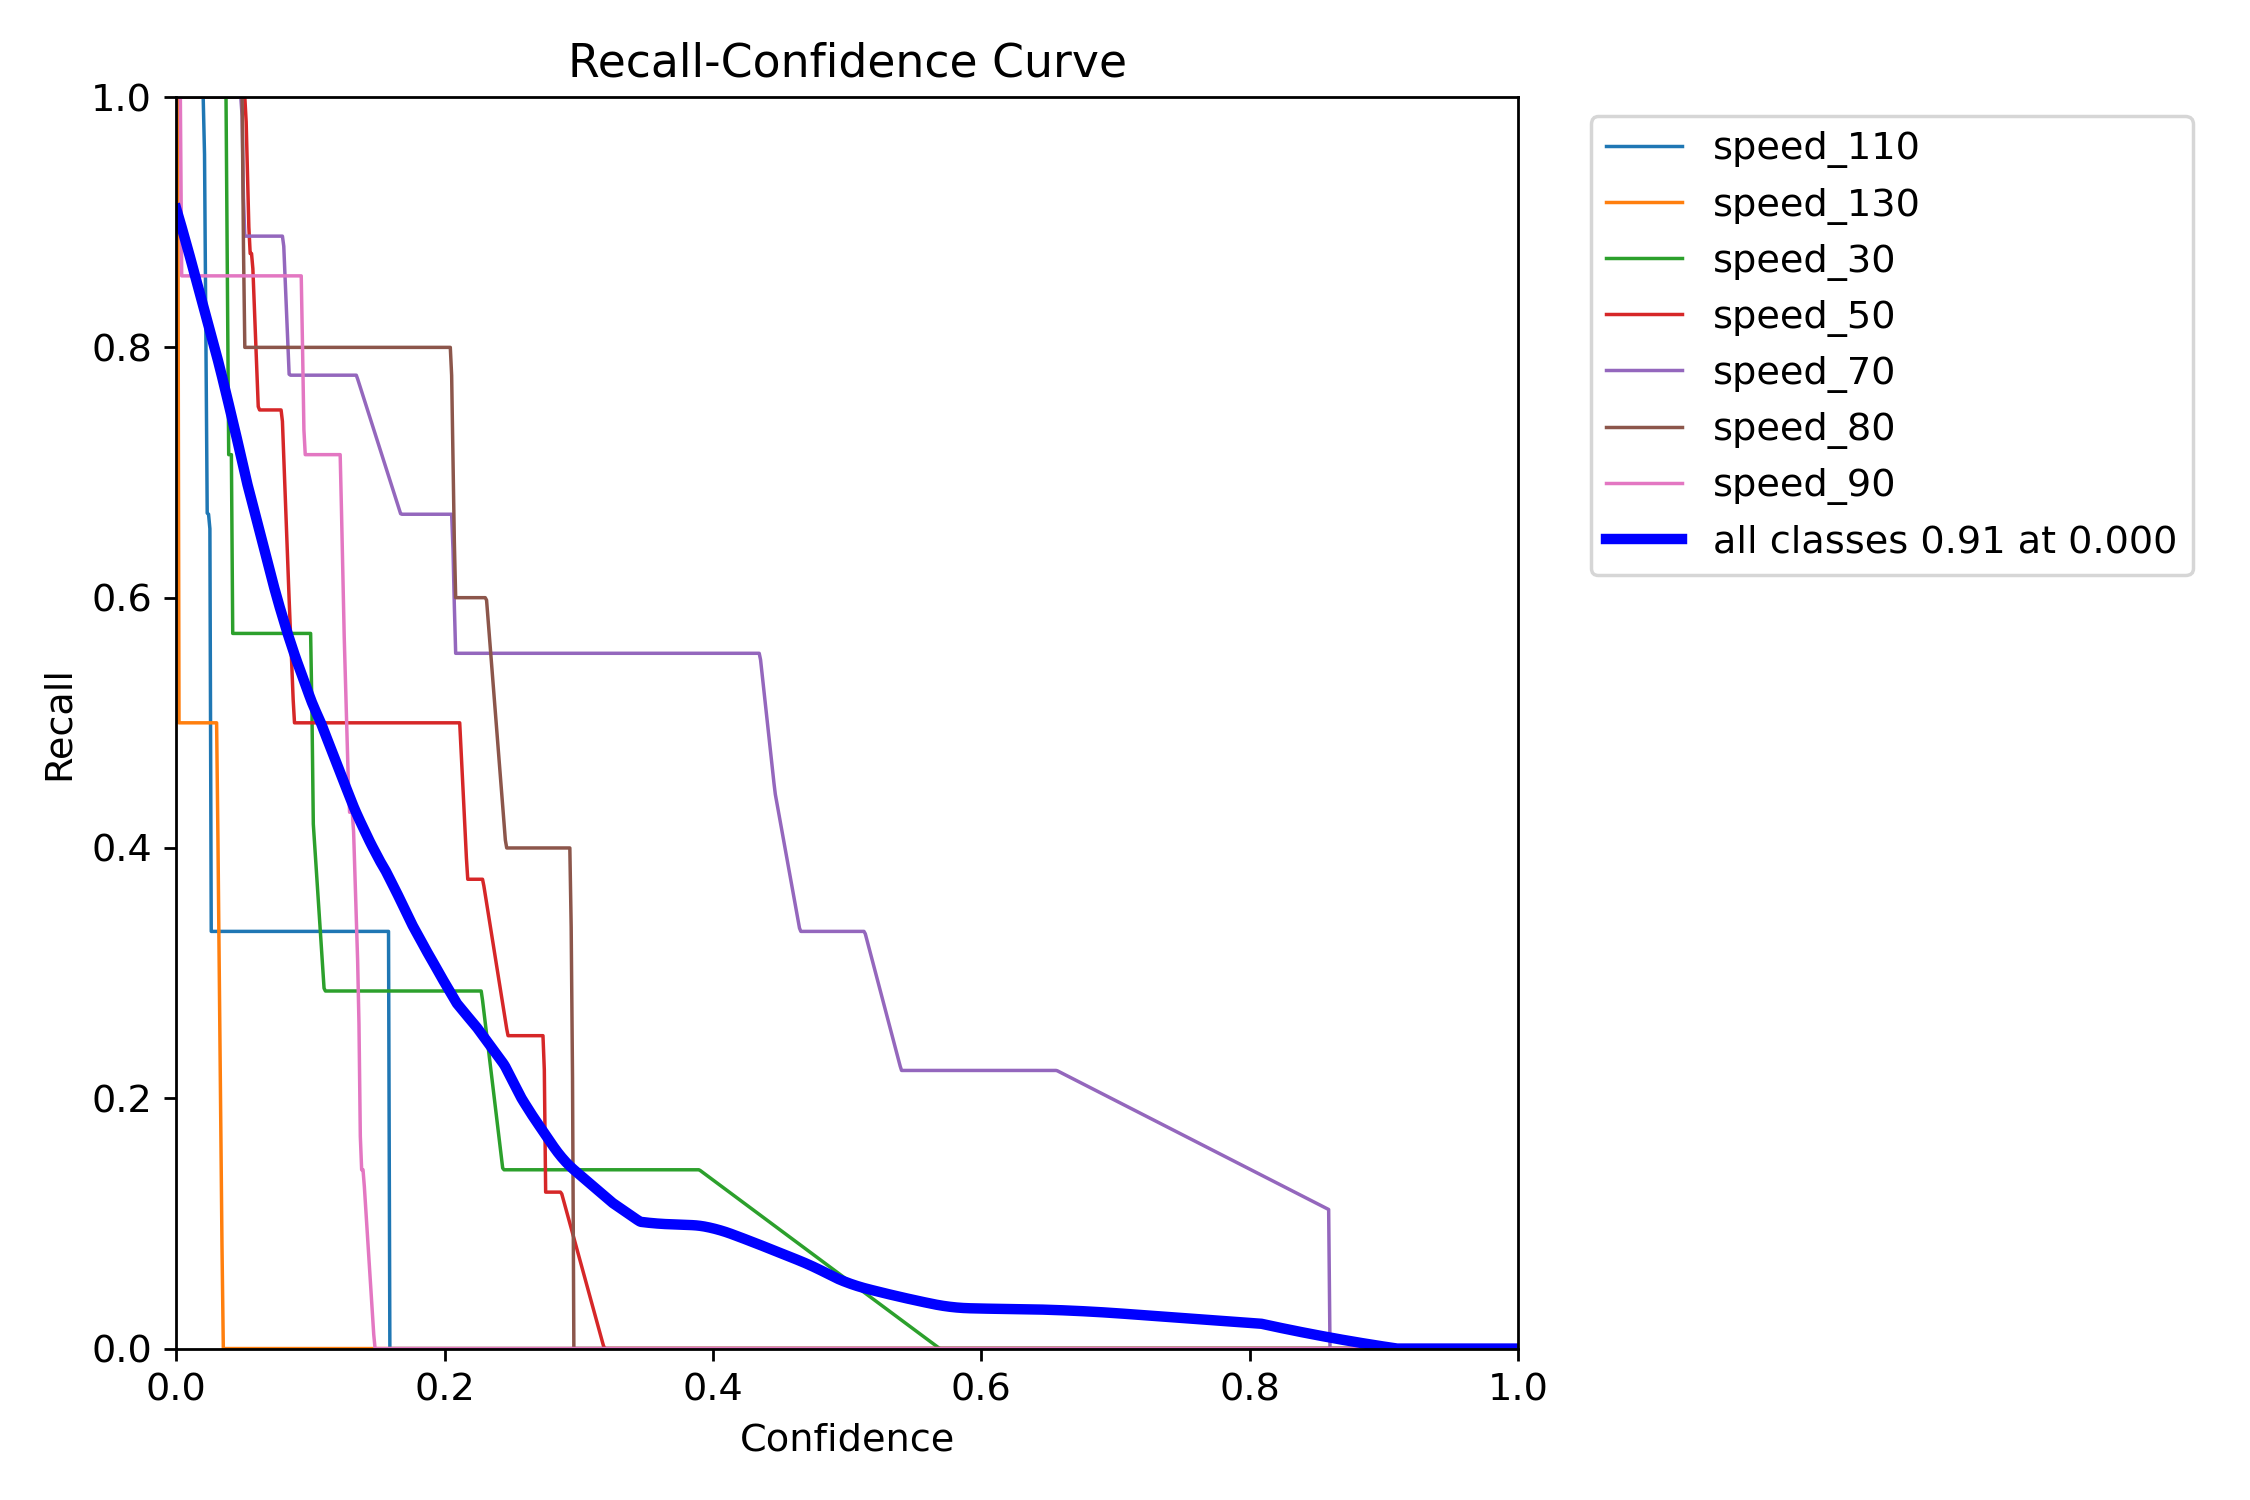 Recall-Confidence Curve
1.0
0.8
0.6
0.4
0.2
0.0
Recall
0.0 0.2 0.4 0.6 0.8 1.0
Confidence
speed_110
speed_130
speed_30
speed_50
speed_70
speed_80
speed_90
all classes 0.91 at 0.000